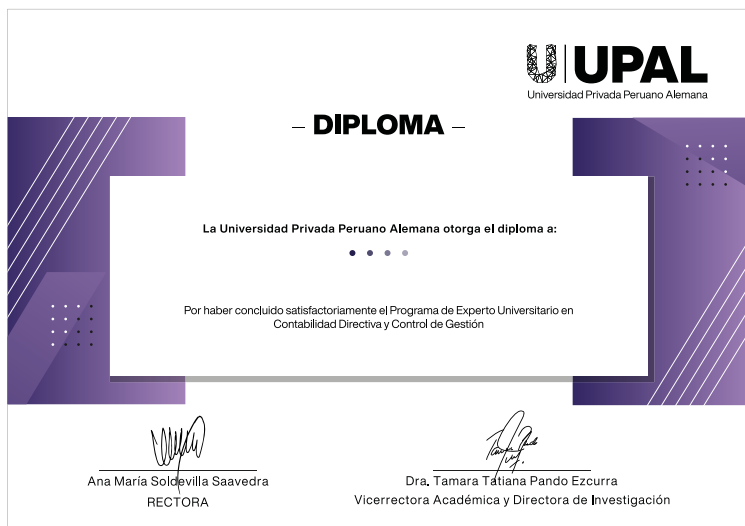 UPAL
Universidad Privada Peruano Alemana
– DIPLOMA –
La Universidad Privada Peruano Alemana otorga el diploma a:
Por haber concluido satisfactoriamente el Programa de Experto Universitario en
Contabilidad Directiva y Control de Gestión
Ana María Soldevilla Saavedra
RECTORA
Dra. Tamara Tatiana Pando Ezcurra
Vicerrectora Académica y Directora de Investigación